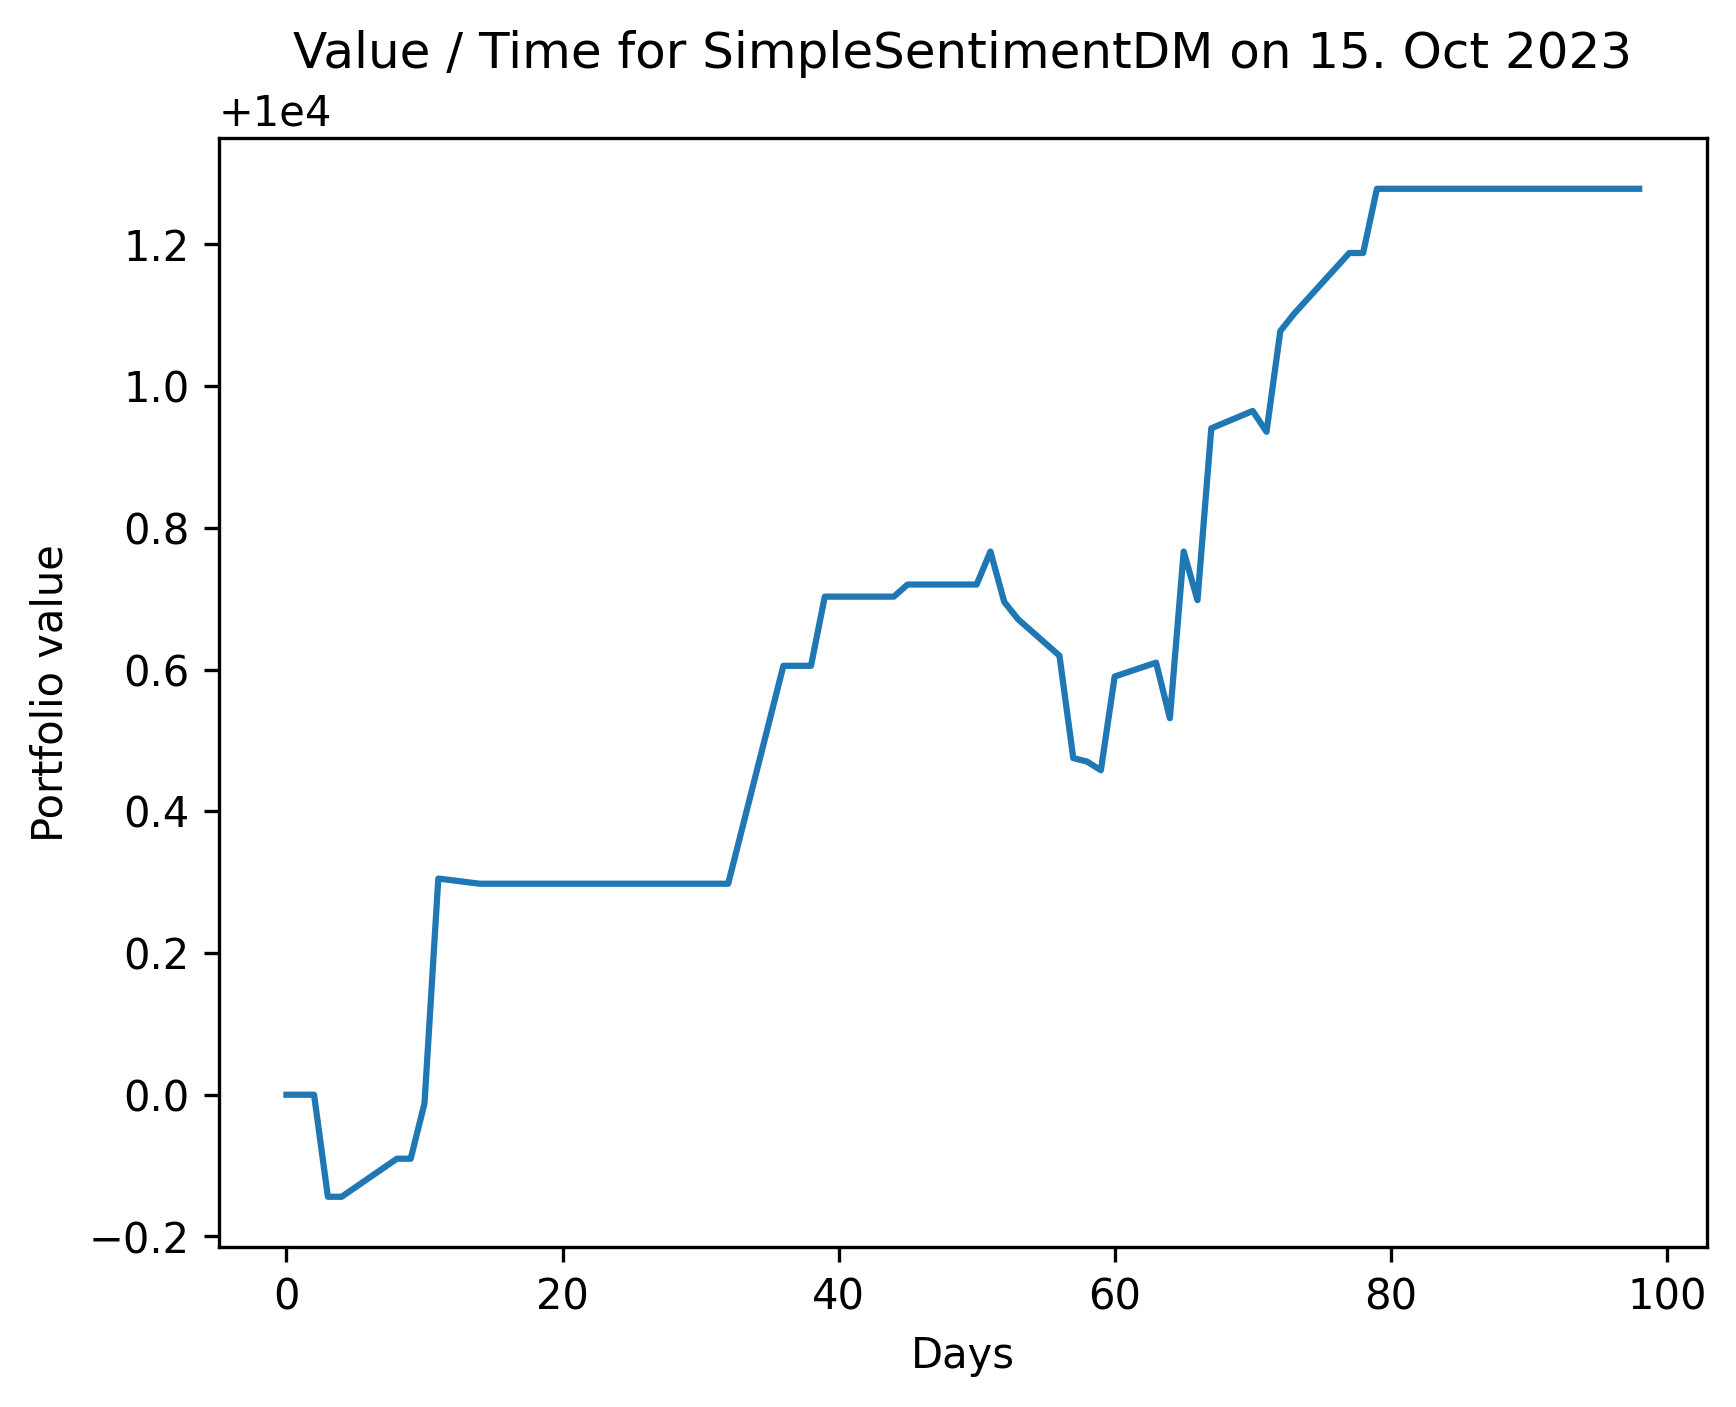 Value / Time for SimpleSentimentDM on 15. Oct 2023
+1e4
1.2
1.0
0.8
0.6
0.4
0.2
0.0
−0.2
Portfolio value
0 20 40 60 80 100
Days